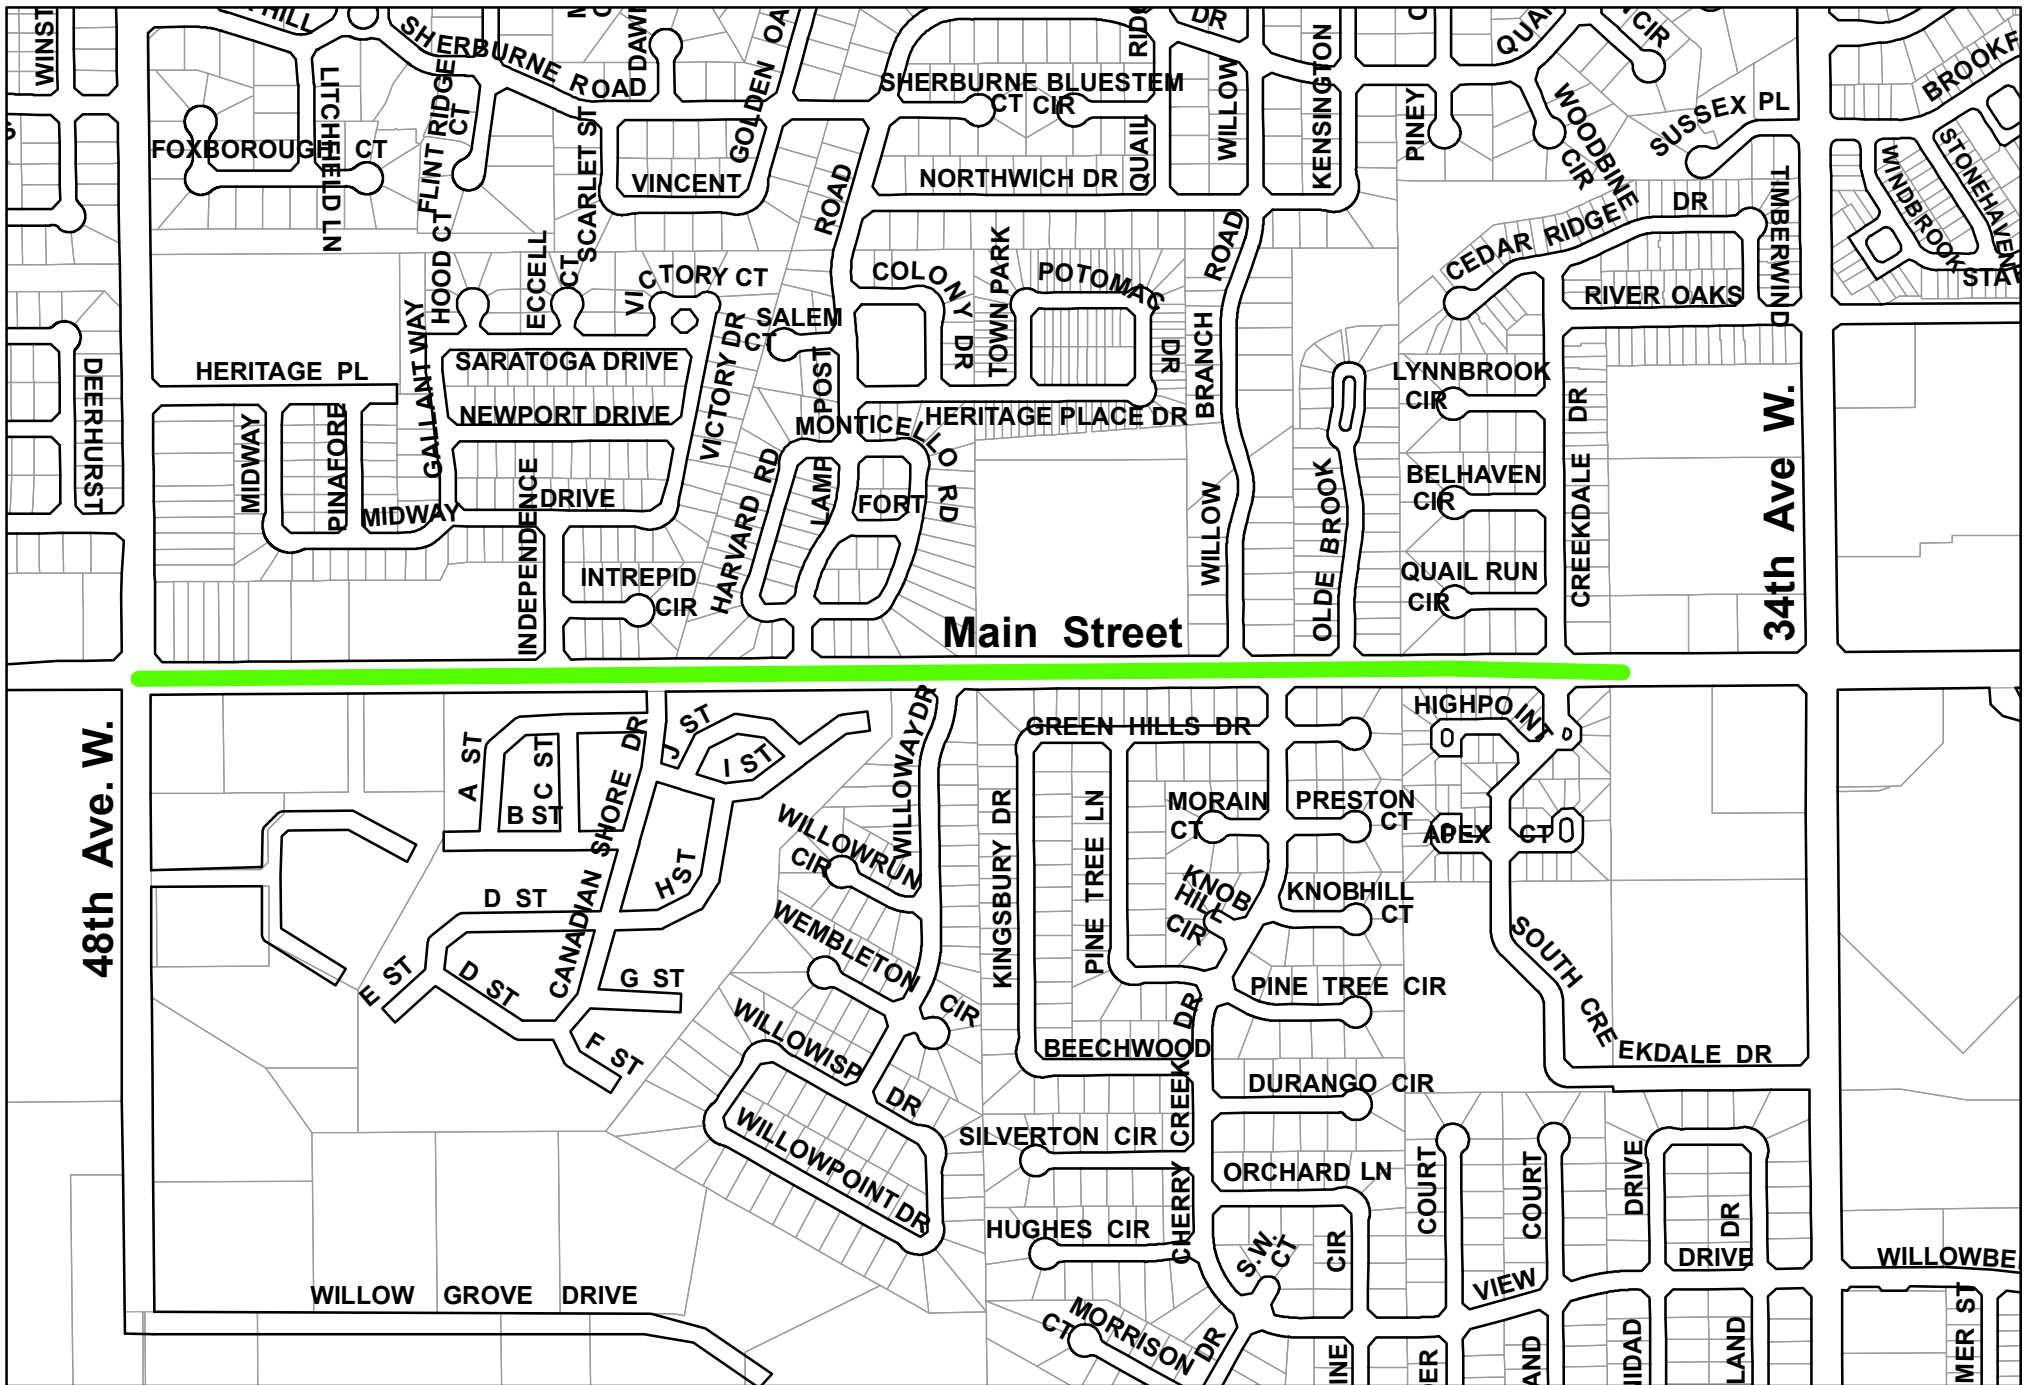 HILL
SHERBURNE ROAD
GOLDEN
SHERBURNE
CT
BLUESTEM
CIR
DR
WILLOW
KENSINGTON
PINEY
WOODBINE
CIR
CIR
SUSSEX PL
STONEHAVEN
WINDBROOK
LITCHFIELD LN
FLINT RIDGE
CT
FOXBOROUGH CT
SCARLET ST
VINCENT
ROAD
NORTHWICH DR
QUAIL
ROAD
CEDAR RIDGE DR
TIMBERWIND
RIVER OAKS
HOOD CT
ECCELL
CT
VICTORY CT
SALEM
CT
COLONY DR
TOWN PARK
POTOMAC
DR
DEERHURST
HERITAGE PL
GALLANT WAY
SARATOGA DRIVE
NEWPORT DRIVE
VICTORY DR
LAMP POST
MONTICELLO RD
HERITAGE PLACE DR
WILLOW BRANCH
LYNNBROOK
CIR
BELHAVEN
CIR
QUAIL RUN
CIR
CREEKDALE DR
34th Ave W.
MIDWAY
PINAFORE
MIDWAY DRIVE
INDEPENDENCE
INTREPID
CIR
HARVARD RD
FORT
OLDE BROOK
Main Street
48th Ave. W.
A ST
C ST
B ST
CANADIAN SHORE DR
J ST
I ST
H ST
D ST
D ST
E ST
G ST
F ST
WILLOWAY DR
WILLOWRUN
CIR
WEMBLETON CIR
WILLOWISP DR
WILLOWPOINT DR
KINGSBURY DR
GREEN HILLS DR
PINE TREE LN
MORAIN
CT
PRESTON
CT
KNOB
HILL
CIR
KNOBHILL
CT
PINE TREE CIR
HIGHPOINT
APEX CT
SOUTH CREEKDALE DR
BEECHWOOD
DURANGO CIR
CHERRY CREEK DR
SILVERTON CIR
ORCHARD LN
HUGHES CIR
S.W.
CT
CIR
COURT
COURT
DRIVE
DR
DRIVE
VIEW
MORRISON DR
CT
WILLOW GROVE DRIVE